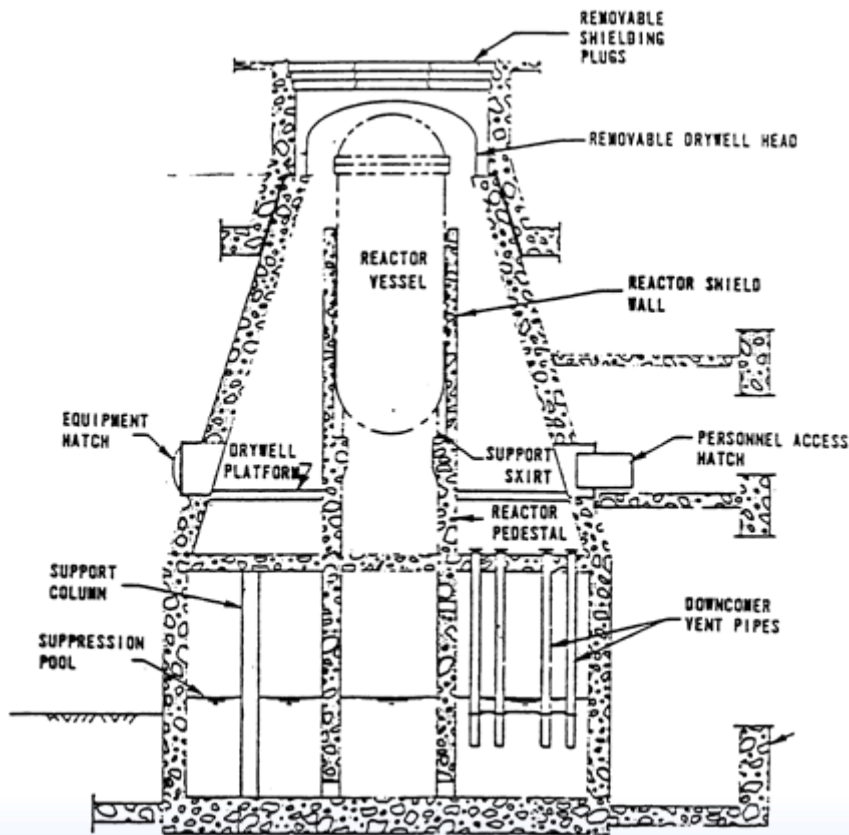 REMOVABLE
SHIELDING
PLUGS
REMOVABLE DRYWELL HEAD
REACTOR
VESSEL
REACTOR SHIELD
WALL
EQUIPMENT
HATCH
DRYWELL
PLATFORM
SUPPORT
SXIRT
PERSONNEL ACCESS
HATCH
REACTOR
PEDESTAL
SUPPORT
COLUMN
SUPPRESSION
POOL
DOWNCOMER
VENT PIPES